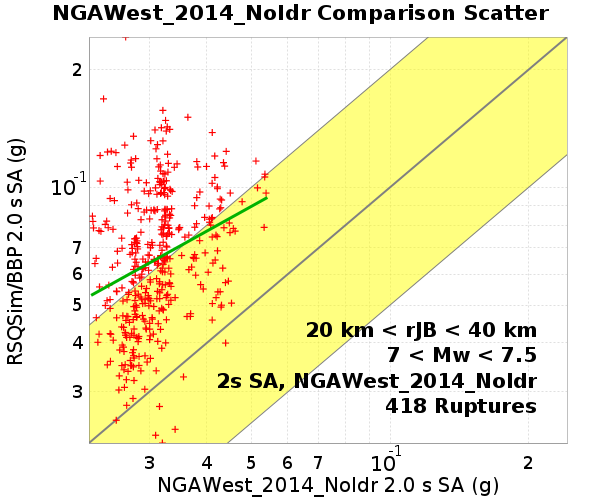 NGAWest_2014_NoIdr Comparison Scatter
RSQSim/BBP 2.0 s SA (g)
2
10⁻¹
7
6
5
4
3
20 km < rJB < 40 km
7 < Mw < 7.5
2s SA, NGAWest_2014_NoIdr
418 Ruptures
3 4 5 6 7 10⁻¹ 2
NGAWest_2014_NoIdr 2.0 s SA (g)